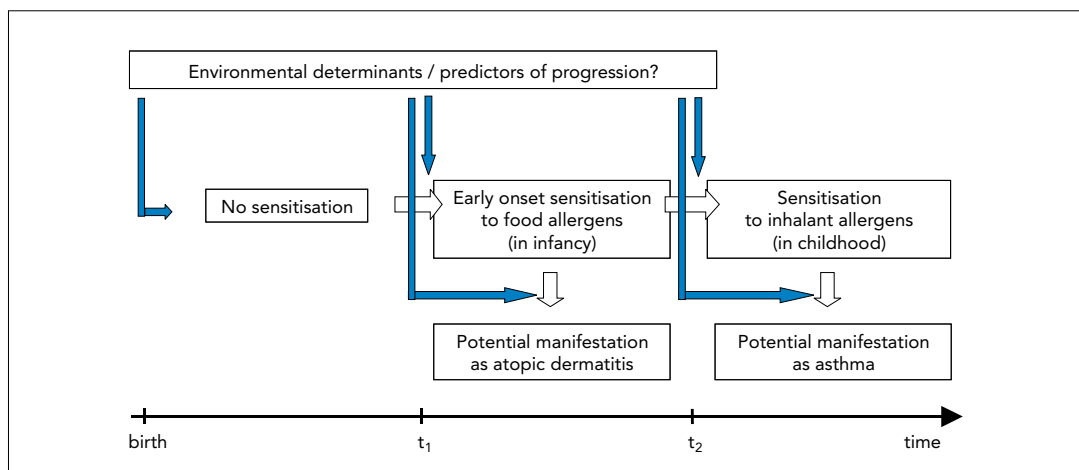 Environmental determinants / predictors of progression?
No sensitisation
Early onset sensitisation
to food allergens
(in infancy)
Sensitisation
to inhalant allergens
(in childhood)
Potential manifestation
as atopic dermatitis
Potential manifestation
as asthma
birth
t₁
t₂
time